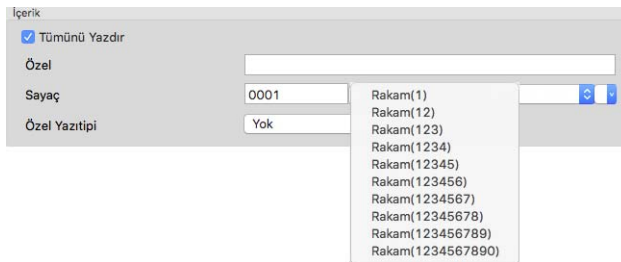 İçerik
Tümünü Yazdır
Özel
Sayaç 0001
Özel Yazıtipi Yok
Rakam(1)
Rakam(12)
Rakam(123)
Rakam(1234)
Rakam(12345)
Rakam(123456)
Rakam(1234567)
Rakam(12345678)
Rakam(123456789)
Rakam(1234567890)